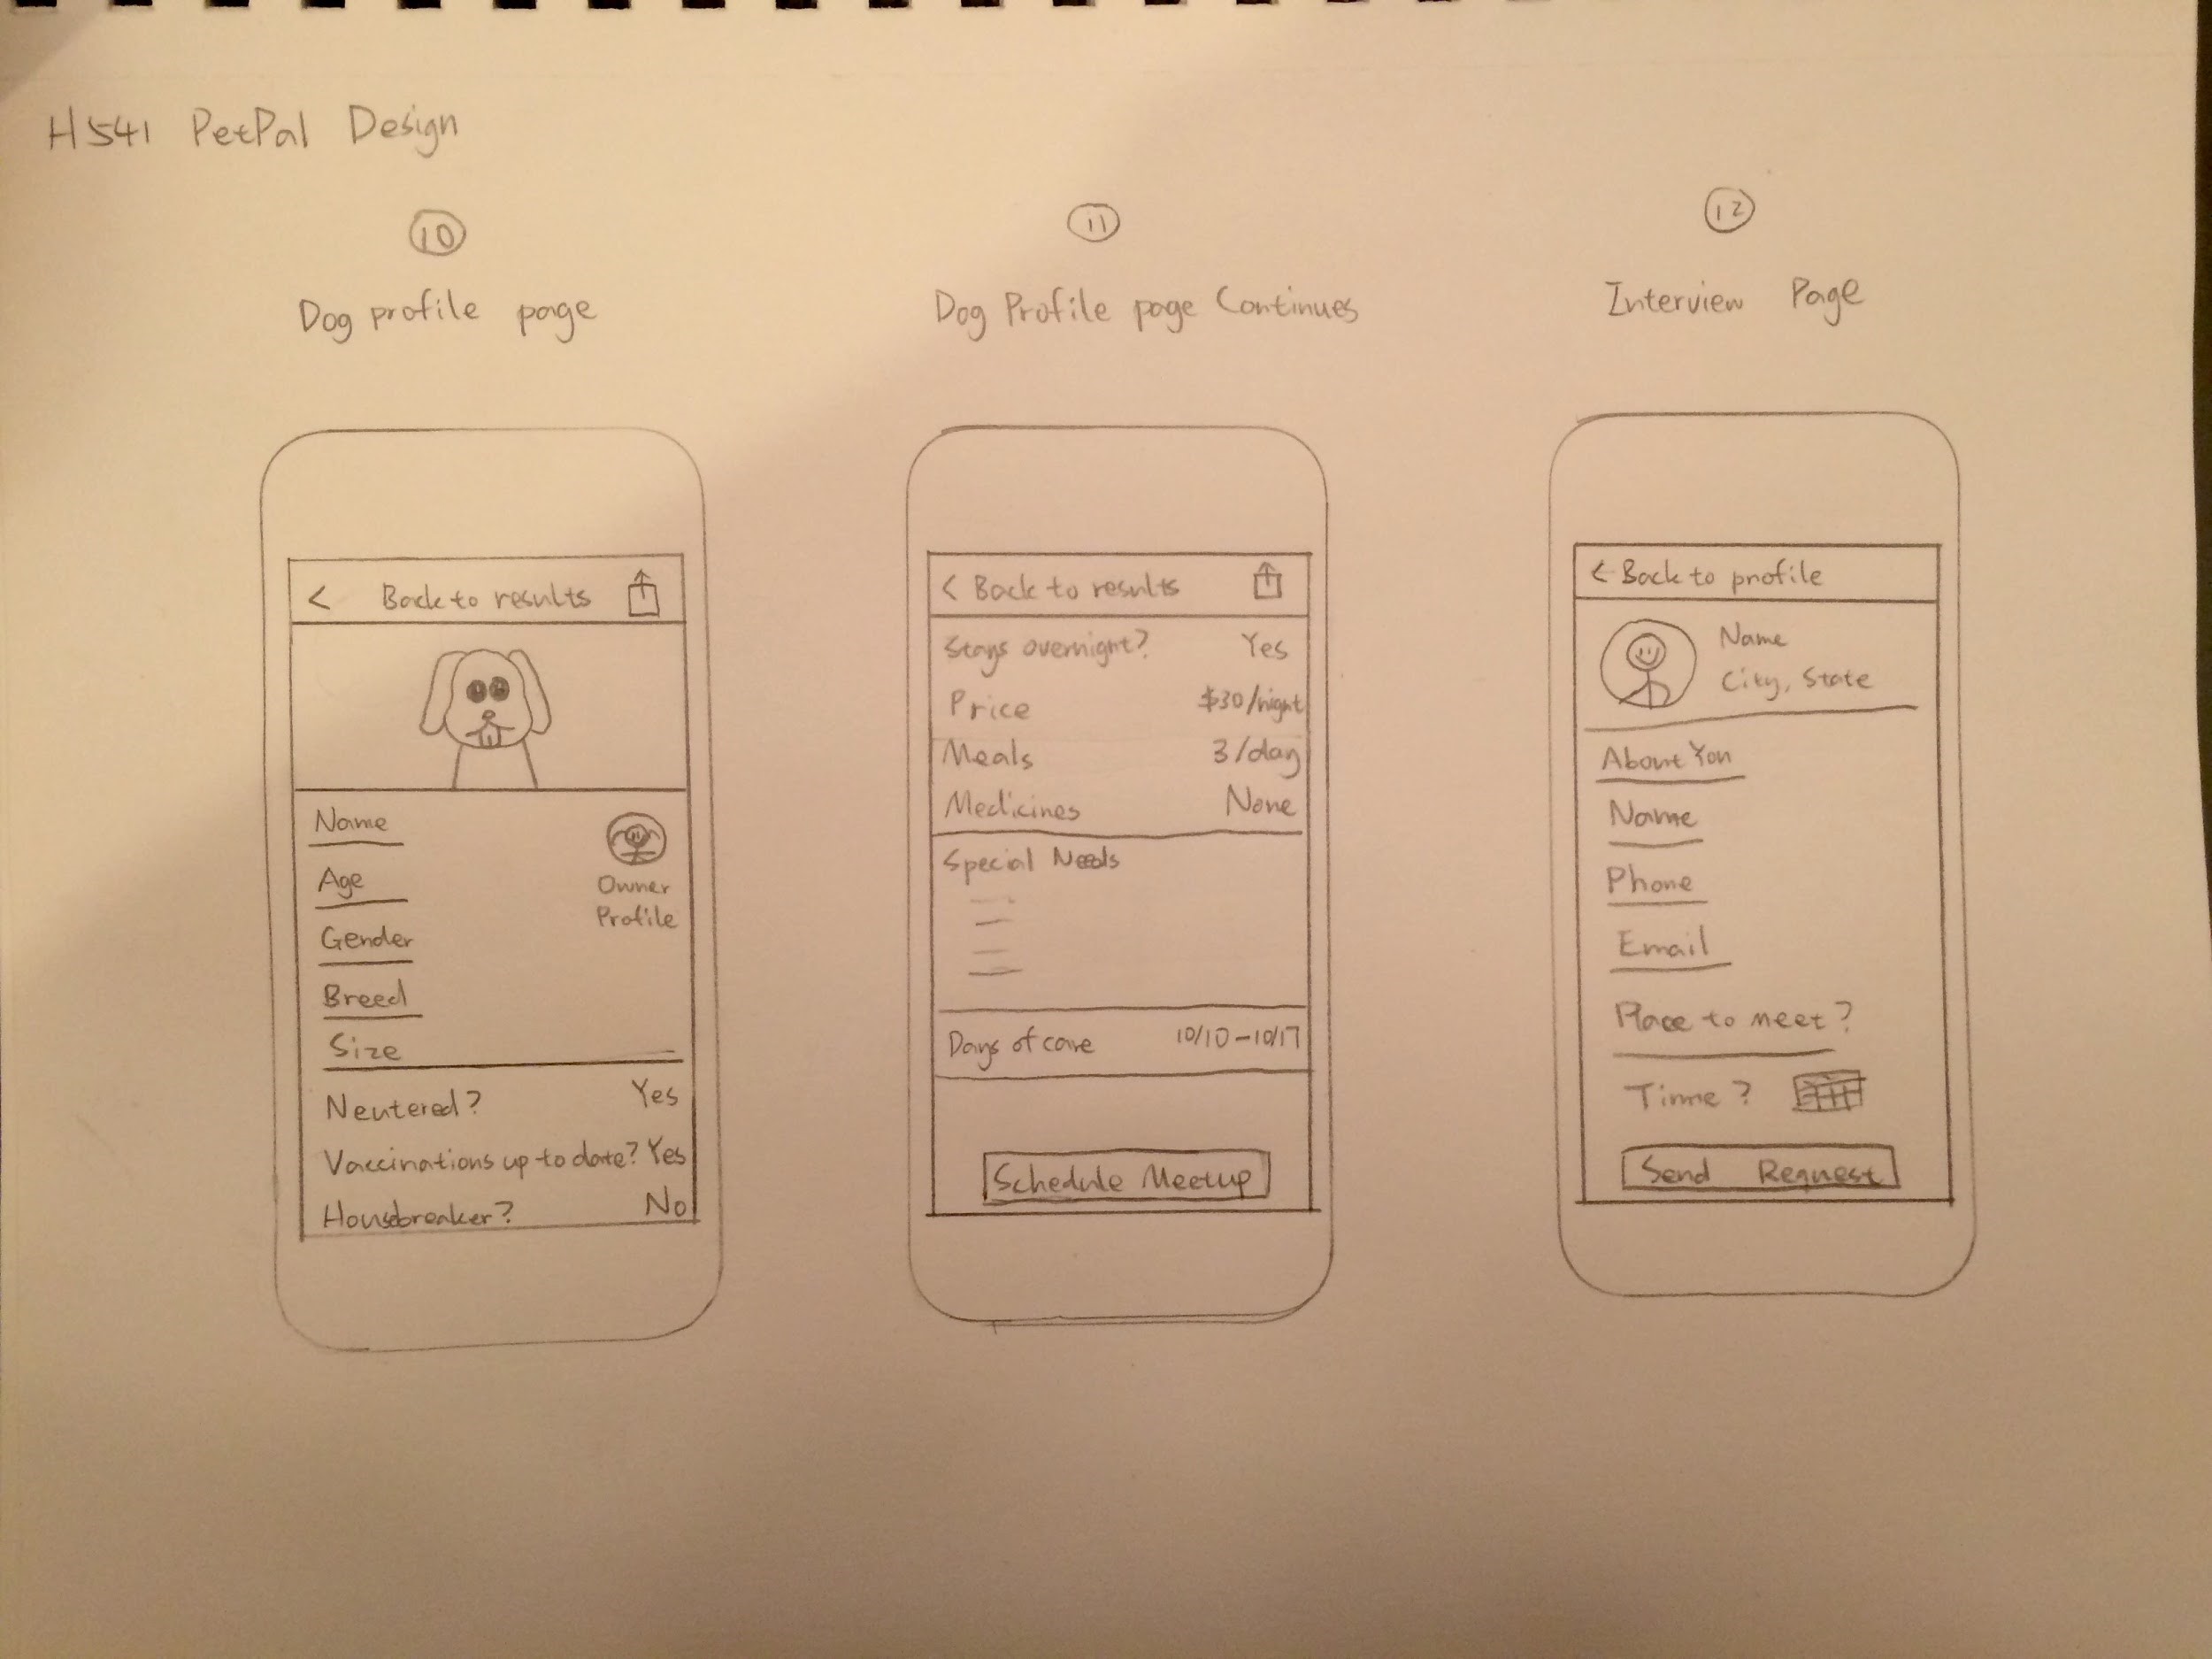 H541 PetPal Design
10
Dog profile page
< Back to results
Name
Owner
Profile
Age
Gender
Breed
Size
Neutered? Yes
Vaccinations up to date? Yes
Housebreaker? No
11
Dog Profile page Continues
< Back to results
Stays overnight? Yes
Price $30/night
Meals 3/day
Medicines None
Special Needs
Days of care 10/10-10/17
Schedule Meetup
12
Interview Page
< Back to profile
Name
City, State
About You
Name
Phone
Email
Place to meet?
Time?
Send Request